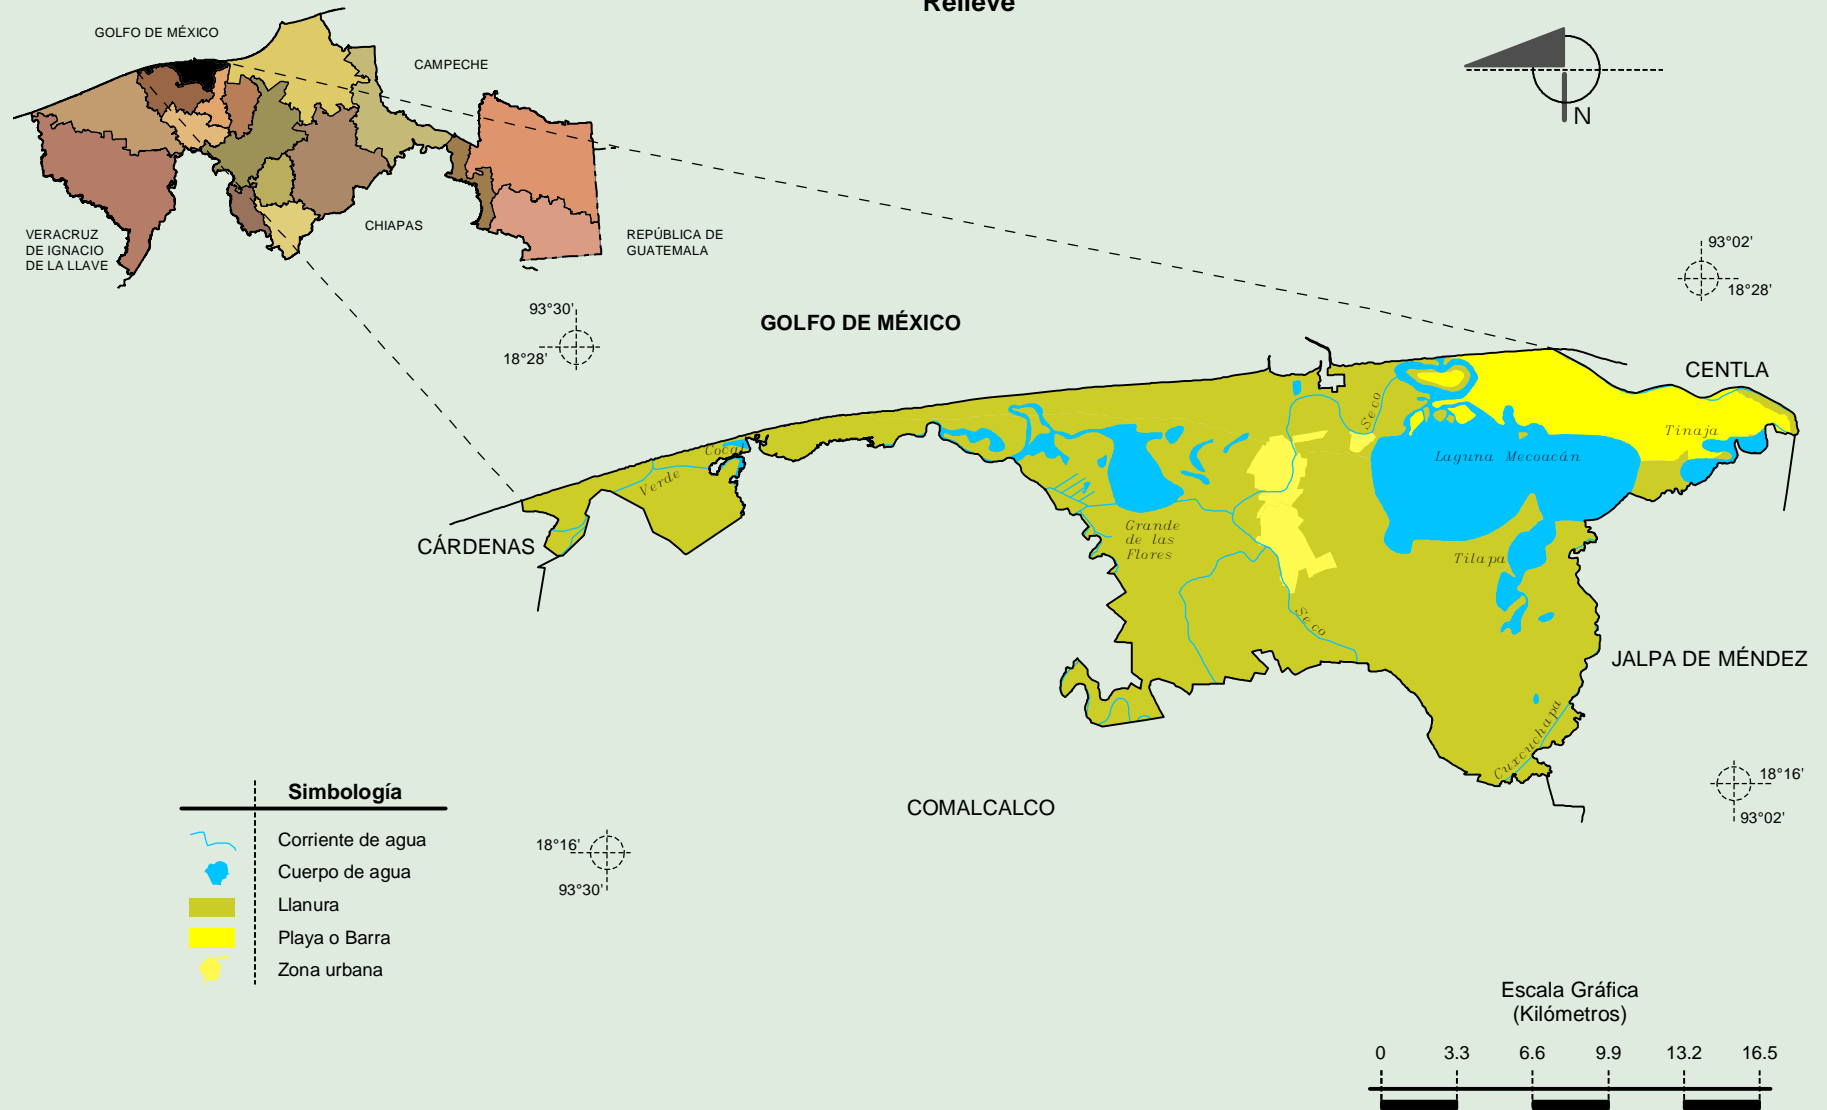 Relieve
GOLFO DE MÉXICO
CAMPECHE
N
VERACRUZ
DE IGNACIO
DE LA LLAVE
CHIAPAS
REPÚBLICA DE
GUATEMALA
93°02'
18°28'
93°30'
18°28'
GOLFO DE MÉXICO
CENTLA
Seco
Tinaja
Laguna Mecoacán
Coca
Verde
CÁRDENAS
Grande
de las
Flores
Tilapa
Seco
JALPA DE MÉNDEZ
Cuxcuchapa
18°16'
93°02'
COMALCALCO
18°16'
93°30'
Simbología
Corriente de agua
Cuerpo de agua
Llanura
Playa o Barra
Zona urbana
Escala Gráfica
(Kilómetros)
0 3.3 6.6 9.9 13.2 16.5